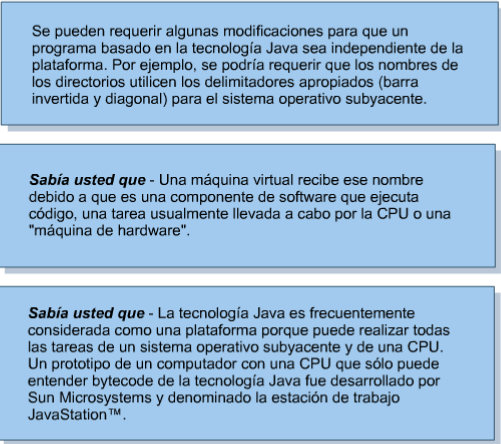 Se pueden requerir algunas modificaciones para que un
programa basado en la tecnología Java sea independiente de la
plataforma. Por ejemplo, se podría requerir que los nombres de
los directorios utilicen los delimitadores apropiados (barra
invertida y diagonal) para el sistema operativo subyacente.
Sabía usted que - Una máquina virtual recibe ese nombre
debido a que es una componente de software que ejecuta
código, una tarea usualmente llevada a cabo por la CPU o una
"máquina de hardware".
Sabía usted que - La tecnología Java es frecuentemente
considerada como una plataforma porque puede realizar todas
las tareas de un sistema operativo subyacente y de una CPU.
Un prototipo de un computador con una CPU que sólo puede
entender bytecode de la tecnología Java fue desarrollado por
Sun Microsystems y denominado la estación de trabajo
JavaStation™.